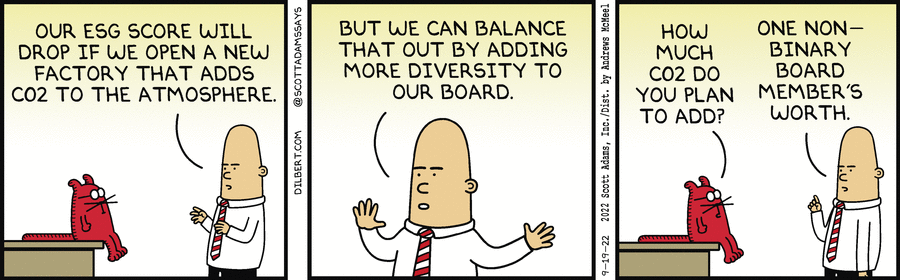 OUR ESG SCORE WILL
DROP IF WE OPEN A NEW
FACTORY THAT ADDS
CO2 TO THE ATMOSPHERE.
DILBERT.COM @SCOTTADAMSSAYS
BUT WE CAN BALANCE
THAT OUT BY ADDING
MORE DIVERSITY TO
OUR BOARD.
9-19-22 2022 Scott Adams, Inc./Dist. by Andrews McMeel
HOW
MUCH
CO2 DO
YOU PLAN
TO ADD?
ONE NON-
BINARY
BOARD
MEMBER'S
WORTH.